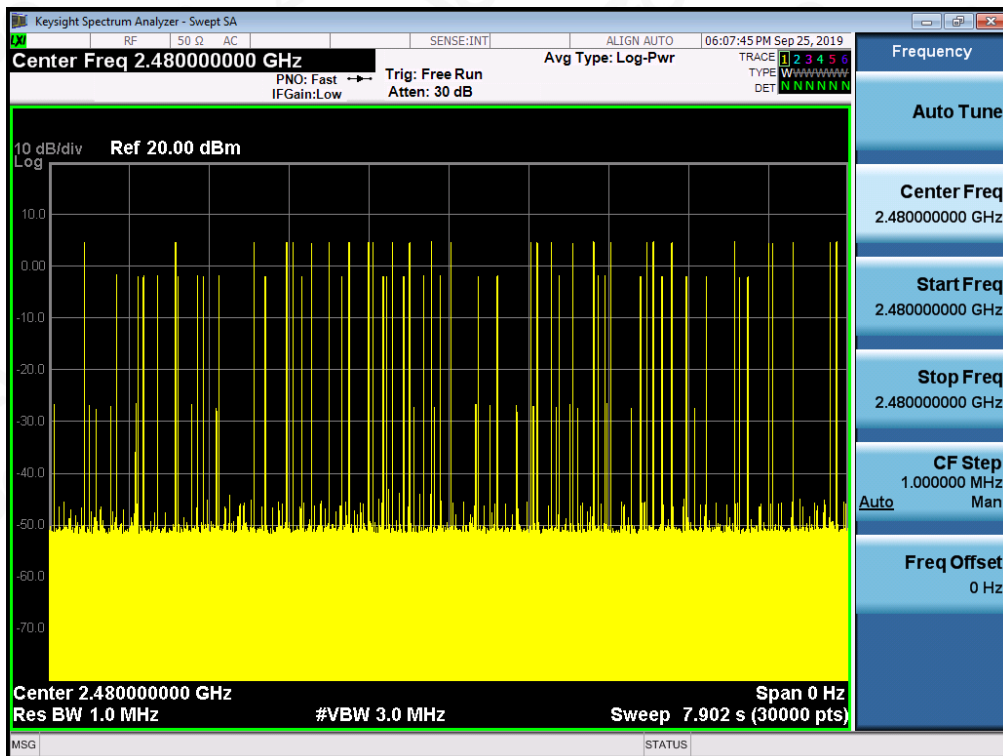 Keysight Spectrum Analyzer - Swept SA
LXI RF 50 Ω AC SENSE:INT ALIGN AUTO 06:07:45 PM Sep 25, 2019
Center Freq 2.480000000 GHz
PNO: Fast
IFGain:Low
Trig: Free Run
Atten: 30 dB
Avg Type: Log-Pwr
TRACE 1 2 3 4 5 6
TYPE WWWWWW
DET N N N N N N
10 dB/div Ref 20.00 dBm
Log
10.0
0.00
-10.0
-20.0
-30.0
-40.0
-50.0
-60.0
-70.0
Center 2.480000000 GHz Span 0 Hz
Res BW 1.0 MHz #VBW 3.0 MHz Sweep 7.902 s (30000 pts)
MSG STATUS
Frequency
Auto Tune
Center Freq
2.480000000 GHz
Start Freq
2.480000000 GHz
Stop Freq
2.480000000 GHz
CF Step
1.000000 MHz
Auto Man
Freq Offset
0 Hz